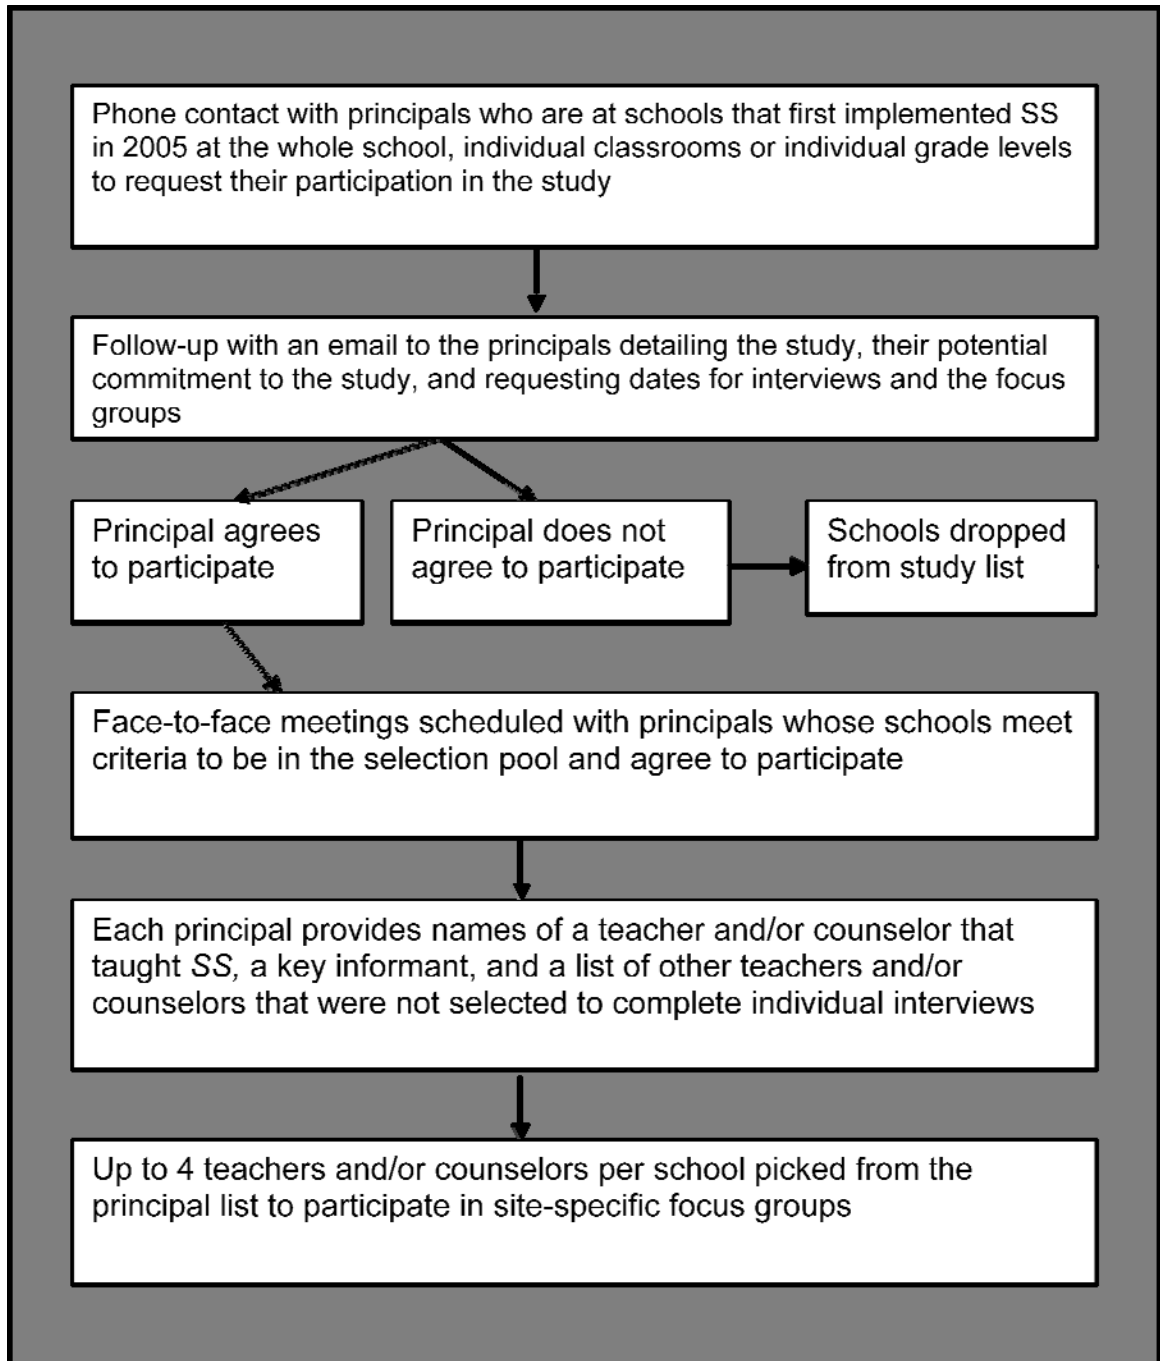 Phone contact with principals who are at schools that first implemented SS
in 2005 at the whole school, individual classrooms or individual grade levels
to request their participation in the study
Follow-up with an email to the principals detailing the study, their potential
commitment to the study, and requesting dates for interviews and the focus
groups
Principal agrees
to participate
Principal does not
agree to participate
Schools dropped
from study list
Face-to-face meetings scheduled with principals whose schools meet
criteria to be in the selection pool and agree to participate
Each principal provides names of a teacher and/or counselor that
taught SS, a key informant, and a list of other teachers and/or
counselors that were not selected to complete individual interviews
Up to 4 teachers and/or counselors per school picked from the
principal list to participate in site-specific focus groups